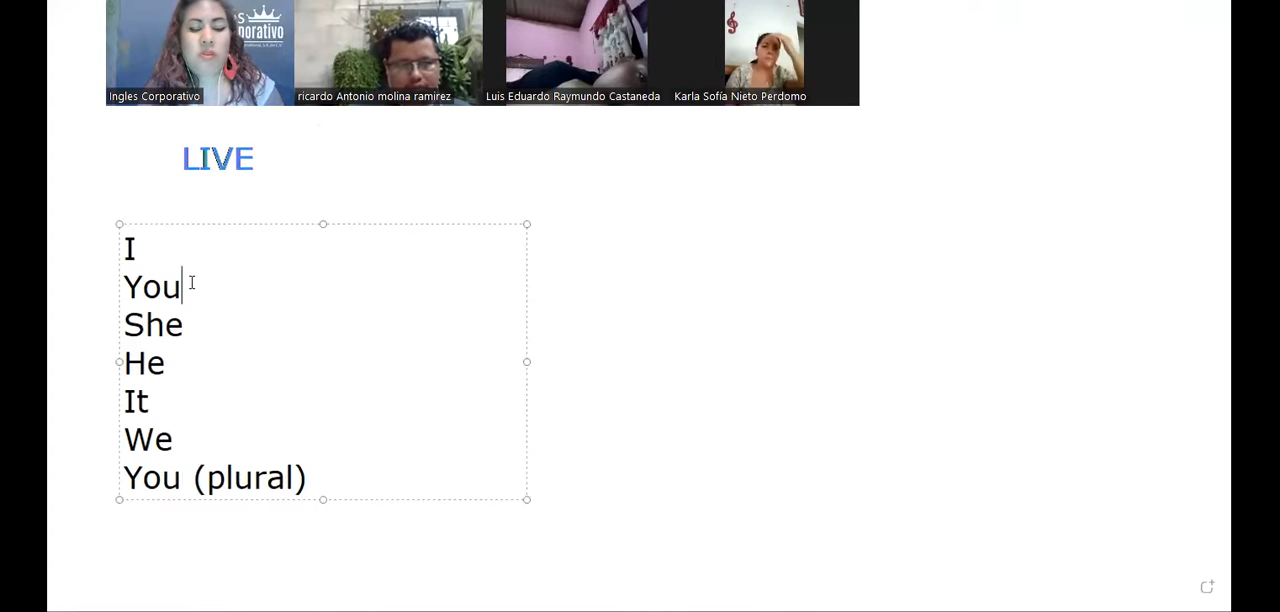 s
porativo
Ingles Corporativo
ricardo Antonio molina ramirez
Luis Eduardo Raymundo Castaneda
Karla Sofía Nieto Perdomo
LIVE
I
You
She
He
It
We
You (plural)